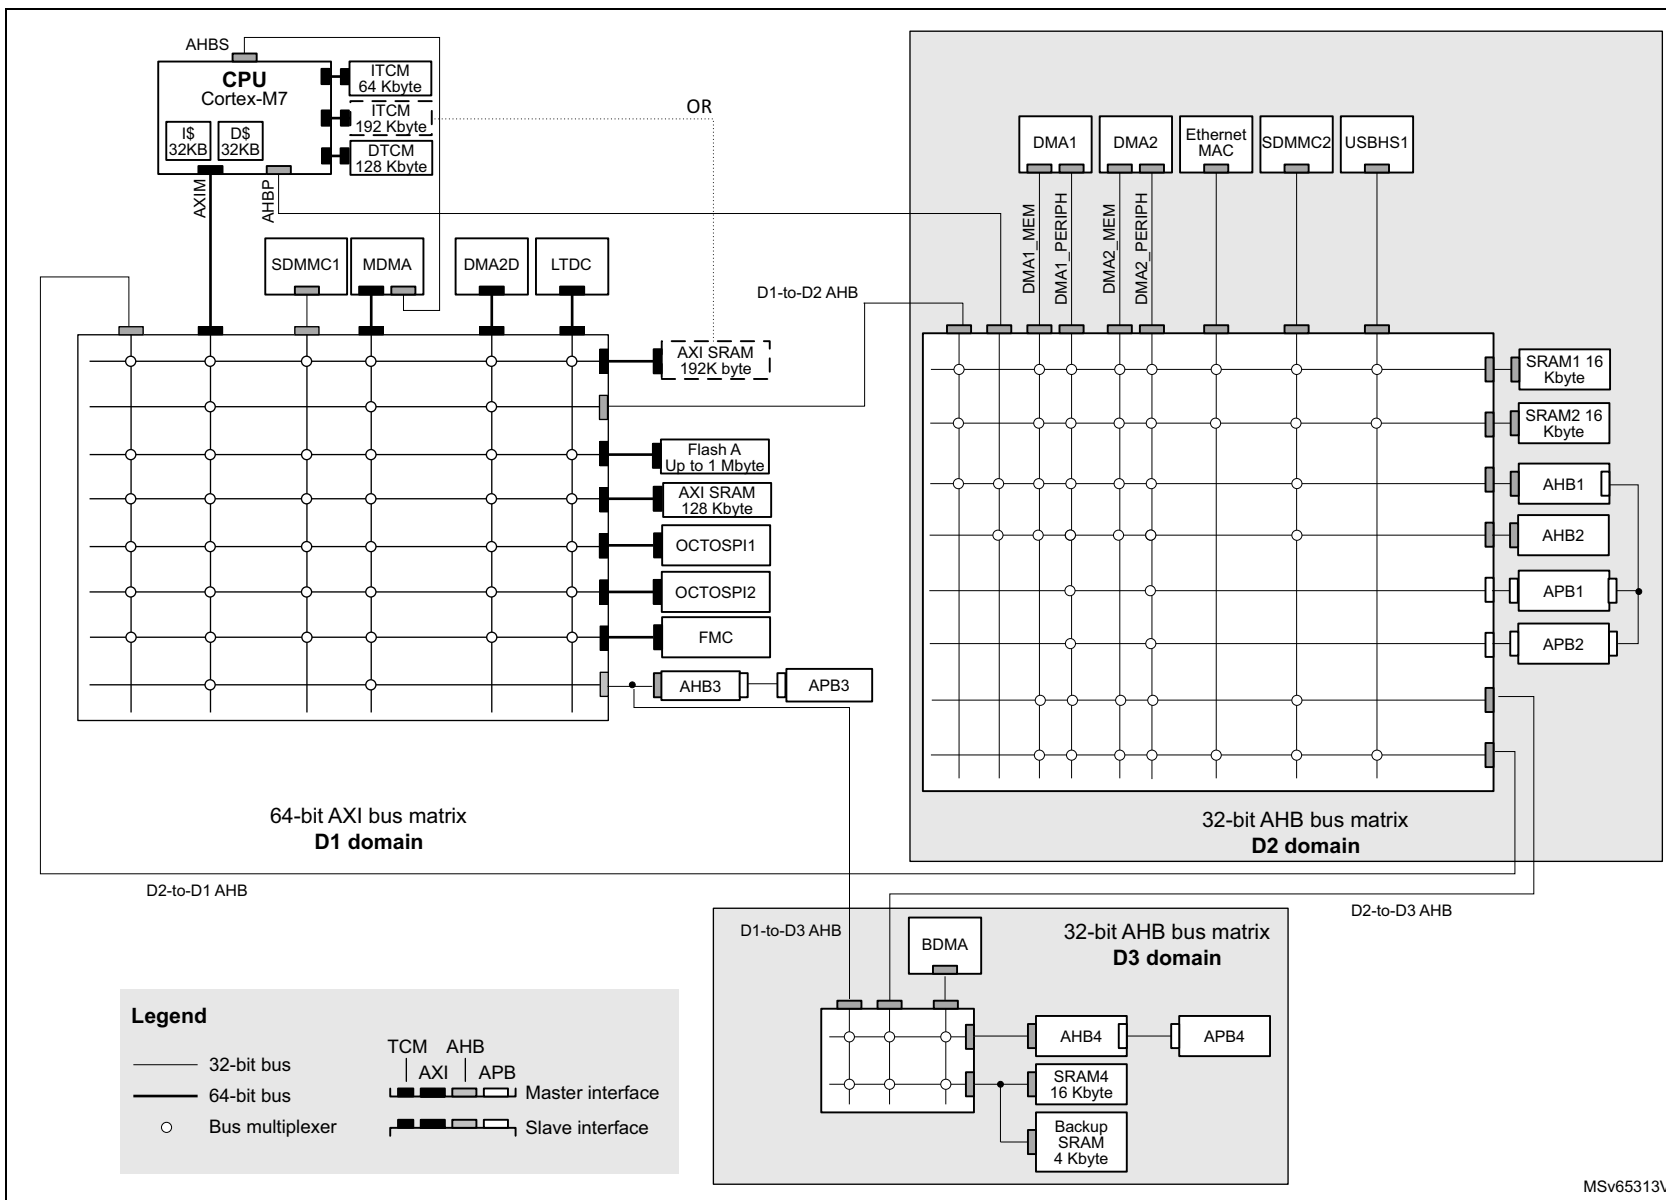 AHBS
CPU
Cortex-M7
I$
32KB
D$
32KB
ITCM
64 Kbyte
ITCM
192 Kbyte
DTCM
128 Kbyte
OR
AXIM
AHBP
SDMMC1
MDMA
DMA2D
LTDC
D1-to-D2 AHB
AXI SRAM
192K byte
Flash A
Up to 1 Mbyte
AXI SRAM
128 Kbyte
OCTOSPI1
OCTOSPI2
FMC
AHB3
APB3
64-bit AXI bus matrix
D1 domain
DMA1
DMA2
Ethernet
MAC
SDMMC2
USBHS1
DMA1_MEM
DMA1_PERIPH
DMA2_MEM
DMA2_PERIPH
SRAM1 16
Kbyte
SRAM2 16
Kbyte
AHB1
AHB2
APB1
APB2
32-bit AHB bus matrix
D2 domain
D2-to-D1 AHB
D2-to-D3 AHB
D1-to-D3 AHB
BDMA
32-bit AHB bus matrix
D3 domain
AHB4
APB4
SRAM4
16 Kbyte
Backup
SRAM
4 Kbyte
Legend
32-bit bus
64-bit bus
Bus multiplexer
TCM
AHB
AXI
APB
Master interface
Slave interface